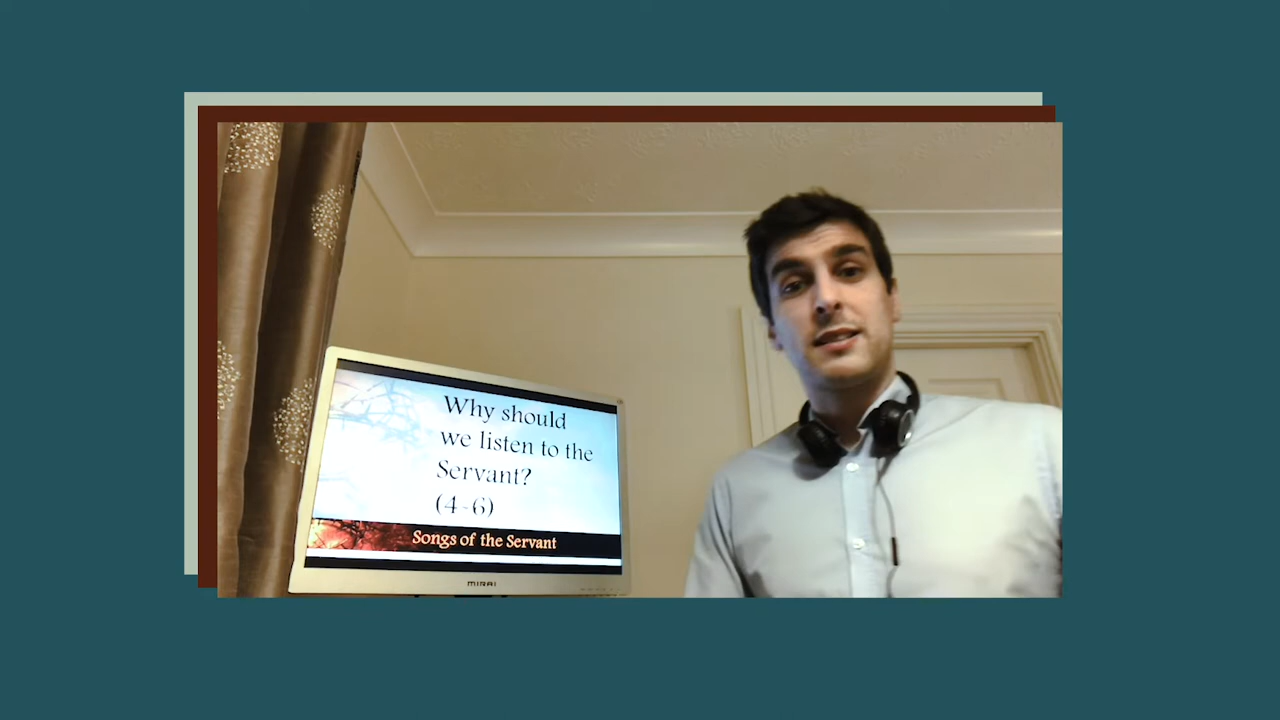 Why should
we listen to the
Servant?
(4-6)
Songs of the Servant
MIRAI